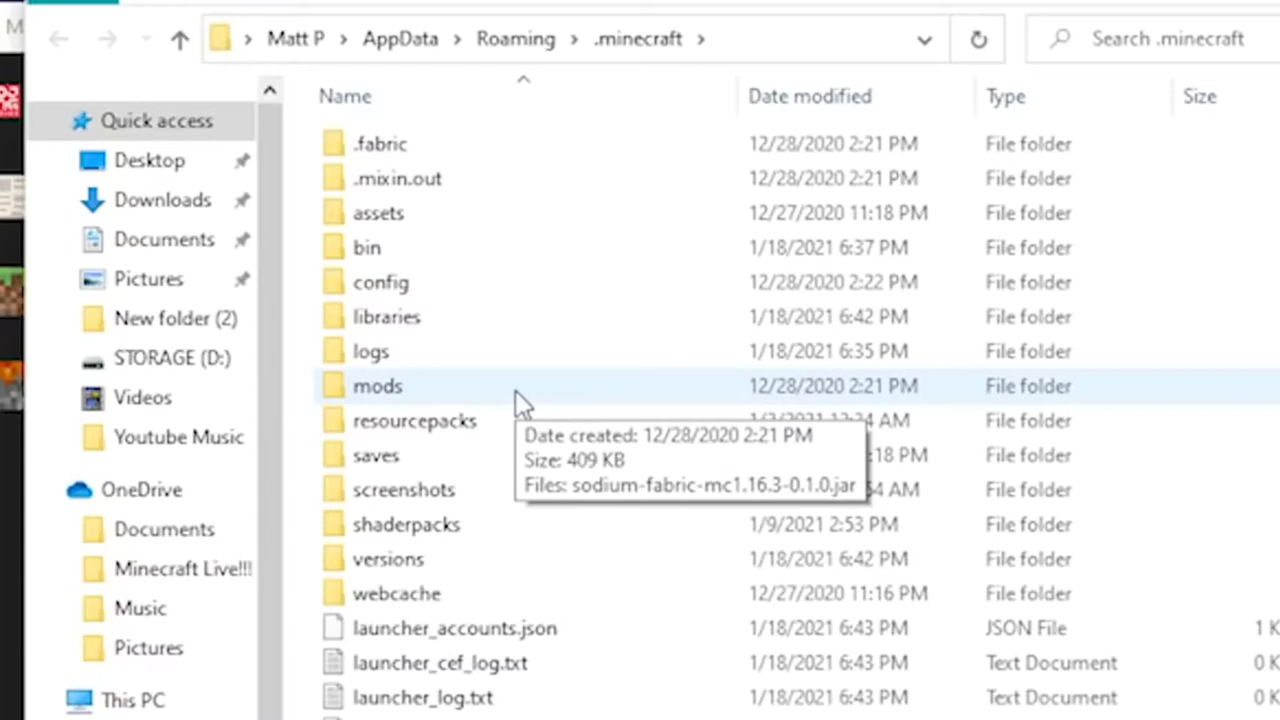 M
Matt P > AppData > Roaming > .minecraft >
Search .minecraft
Name Date modified Type Size
Quick access
Desktop
Downloads
Documents
Pictures
New folder (2)
STORAGE (D:)
Videos
Youtube Music
OneDrive
Documents
Minecraft Live!!!
Music
Pictures
This PC
.fabric 12/28/2020 2:21 PM File folder
.mixin.out 12/28/2020 2:21 PM File folder
assets 12/27/2020 11:18 PM File folder
bin 1/18/2021 6:37 PM File folder
config 12/28/2020 2:22 PM File folder
libraries 1/18/2021 6:42 PM File folder
logs 1/18/2021 6:35 PM File folder
mods 12/28/2020 2:21 PM File folder
resourcepacks AM File folder
saves :18 PM File folder
screenshots AM File folder
Date created: 12/28/2020 2:21 PM
Size: 409 KB
Files: sodium-fabric-mc1.16.3-0.1.0.jar
shaderpacks 1/9/2021 2:53 PM File folder
versions 1/18/2021 6:42 PM File folder
webcache 12/27/2020 11:16 PM File folder
launcher_accounts.json 1/18/2021 6:43 PM JSON File 1 K
launcher_cef_log.txt 1/18/2021 6:43 PM Text Document 0 K
launcher_log.txt 1/18/2021 6:43 PM Text Document 0 K